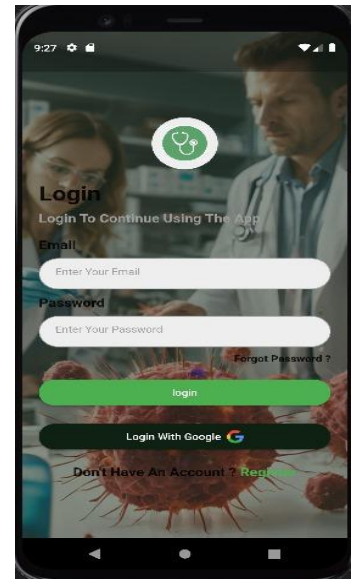 9:27
Login
Login To Continue Using The App
Email
Enter Your Email
Password
Enter Your Password
Forgot Password ?
login
Login With Google
Don't Have An Account ? Register